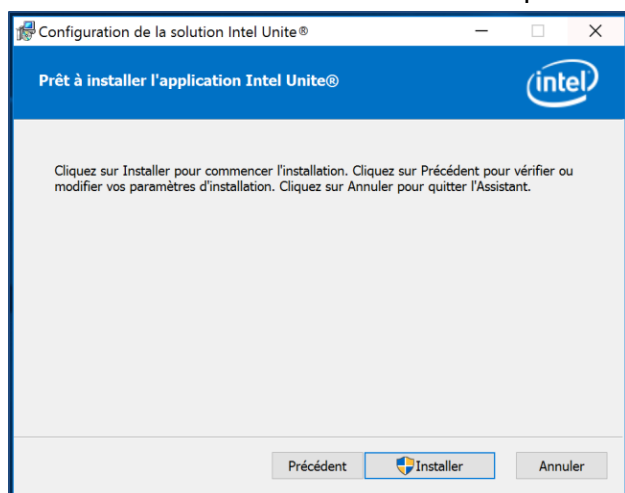 Configuration de la solution Intel Unite®
Prêt à installer l'application Intel Unite®
intel
Cliquez sur Installer pour commencer l'installation. Cliquez sur Précédent pour vérifier ou
modifier vos paramètres d'installation. Cliquez sur Annuler pour quitter l'Assistant.
Précédent
Installer
Annuler